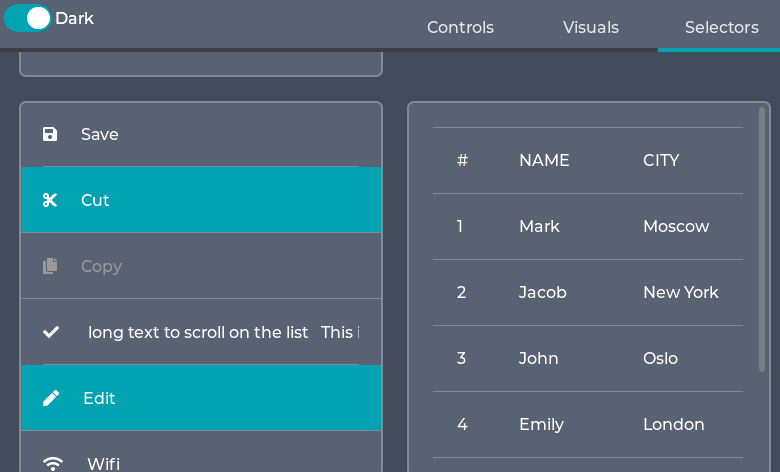 Dark
Controls Visuals Selectors
Save
Cut
Copy
long text to scroll on the list This i
Edit
Wifi
# NAME CITY
1 Mark Moscow
2 Jacob New York
3 John Oslo
4 Emily London